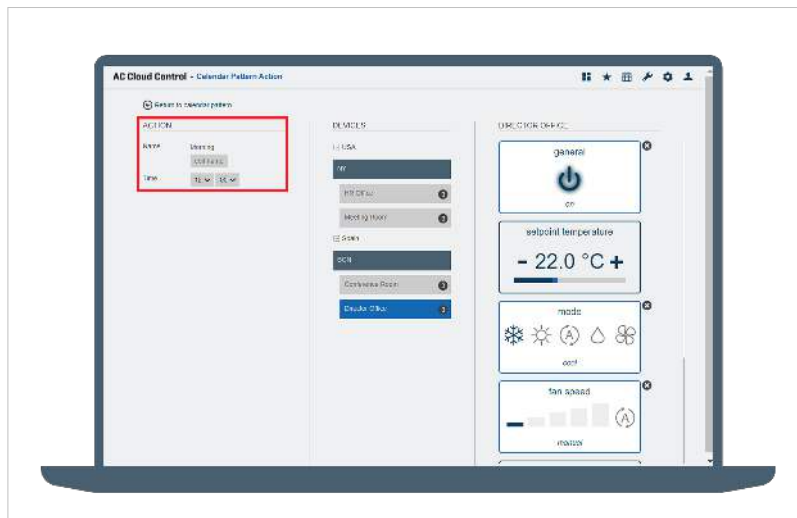 AC Cloud Control - Calendar Pattern Action
Return to calendar pattern
ACTION
Name Morning
Time
DEVICES
USA
NY
HR Office
Meeting Room
Spain
BCN
Conference Room
Director Office
DIRECTOR OFFICE
general
on
setpoint temperature
- 22.0 °C +
mode
A
cool
fan speed
A
manual